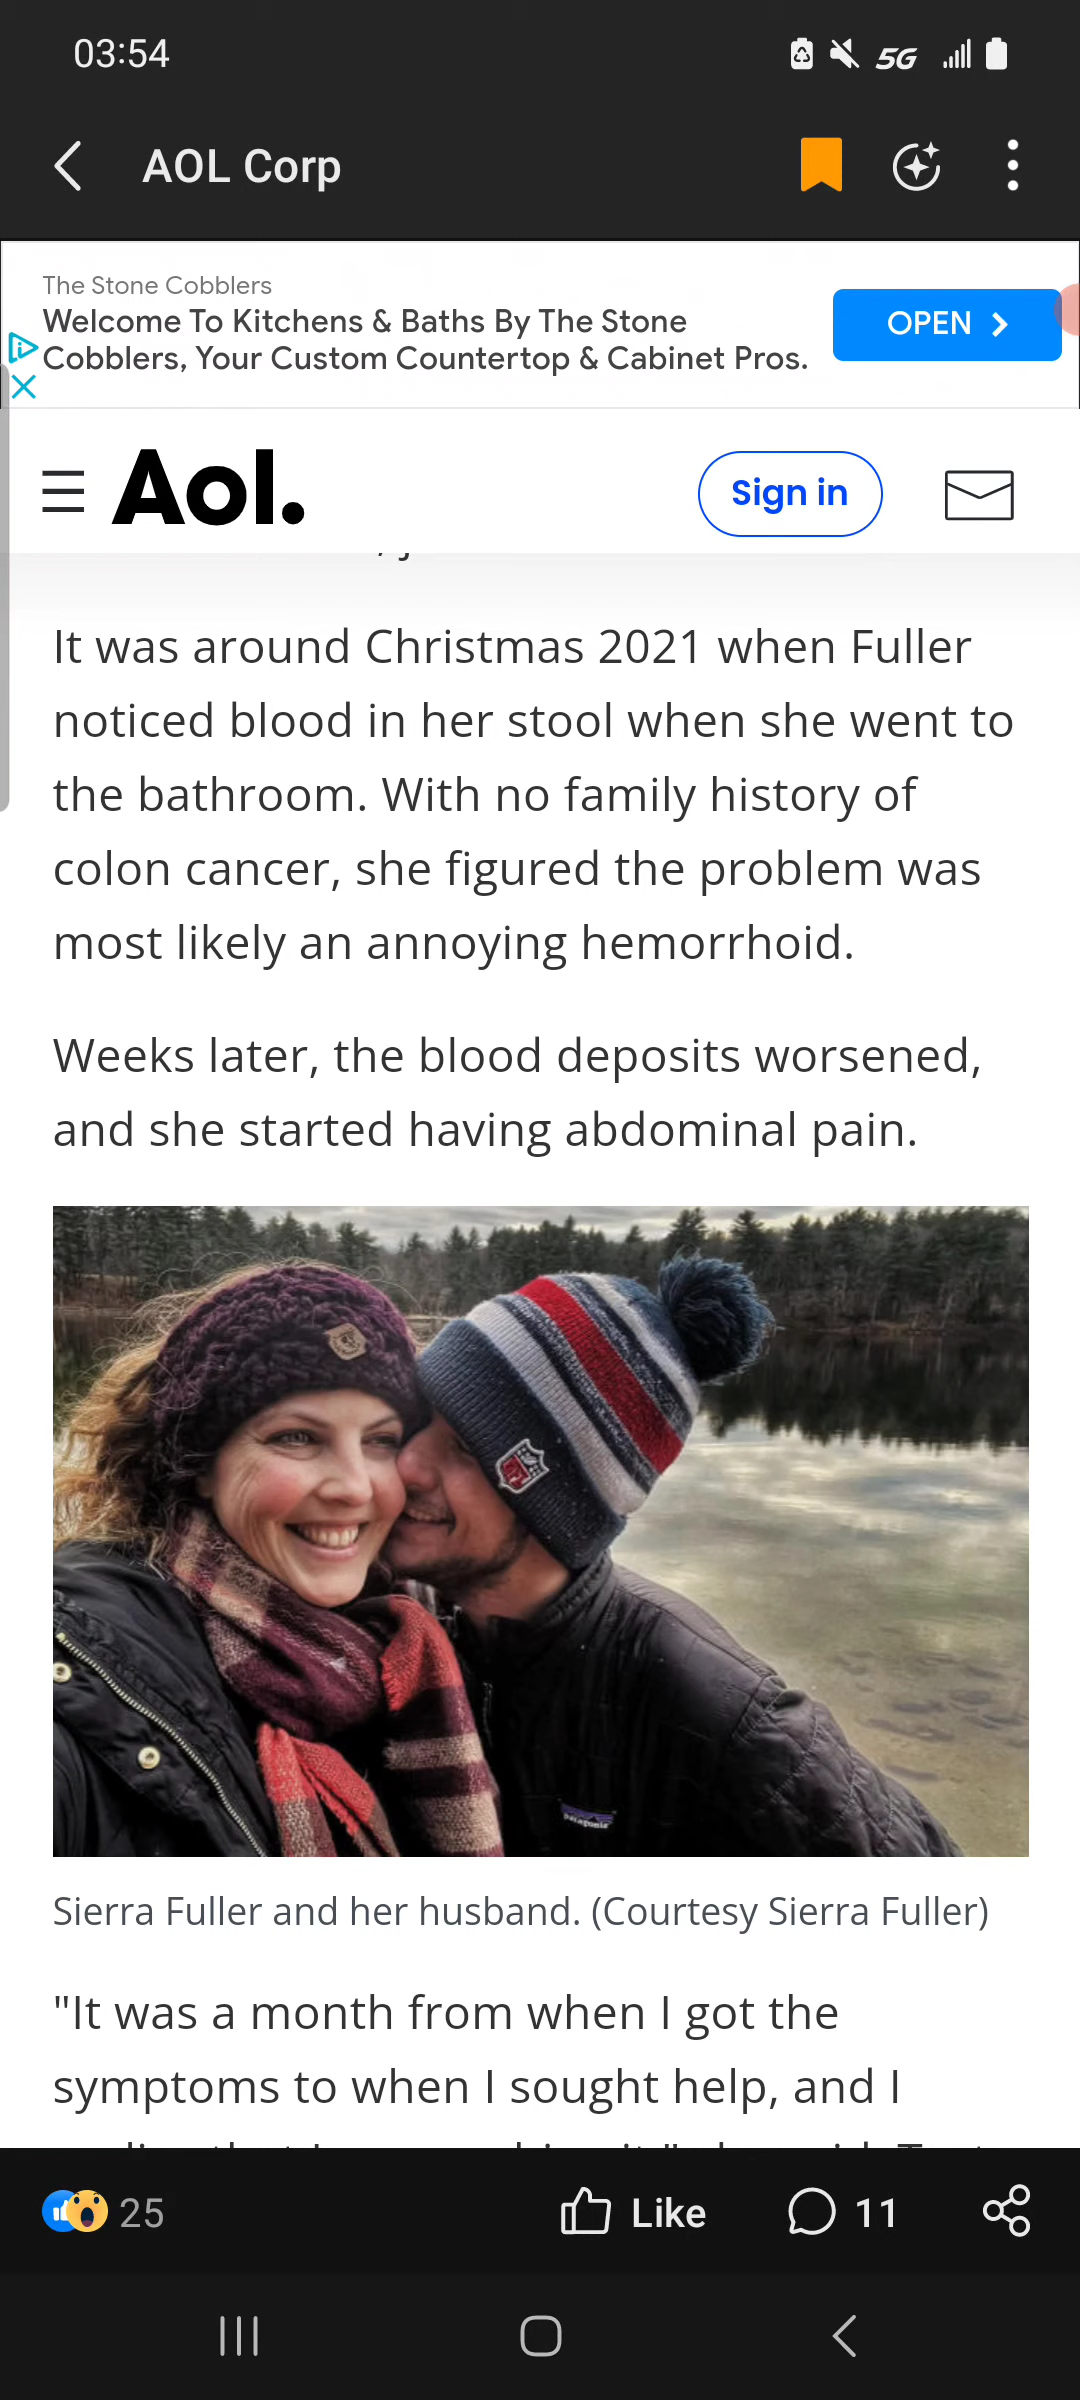 03:54
5G
AOL Corp
The Stone Cobblers
Welcome To Kitchens & Baths By The Stone
Cobblers, Your Custom Countertop & Cabinet Pros.
OPEN
Aol.
Sign in
It was around Christmas 2021 when Fuller
noticed blood in her stool when she went to
the bathroom. With no family history of
colon cancer, she figured the problem was
most likely an annoying hemorrhoid.
Weeks later, the blood deposits worsened,
and she started having abdominal pain.
NFL
patagonia
Sierra Fuller and her husband. (Courtesy Sierra Fuller)
"It was a month from when I got the
symptoms to when I sought help, and I
25
Like
11